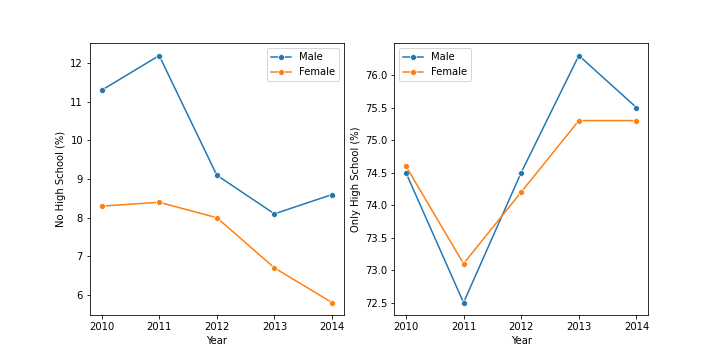 No High School (%)
12
11
10
9
8
7
6
2010 2011 2012 2013 2014
Year
Male
Female
Only High School (%)
76.0
75.5
75.0
74.5
74.0
73.5
73.0
72.5
2010 2011 2012 2013 2014
Year
Male
Female